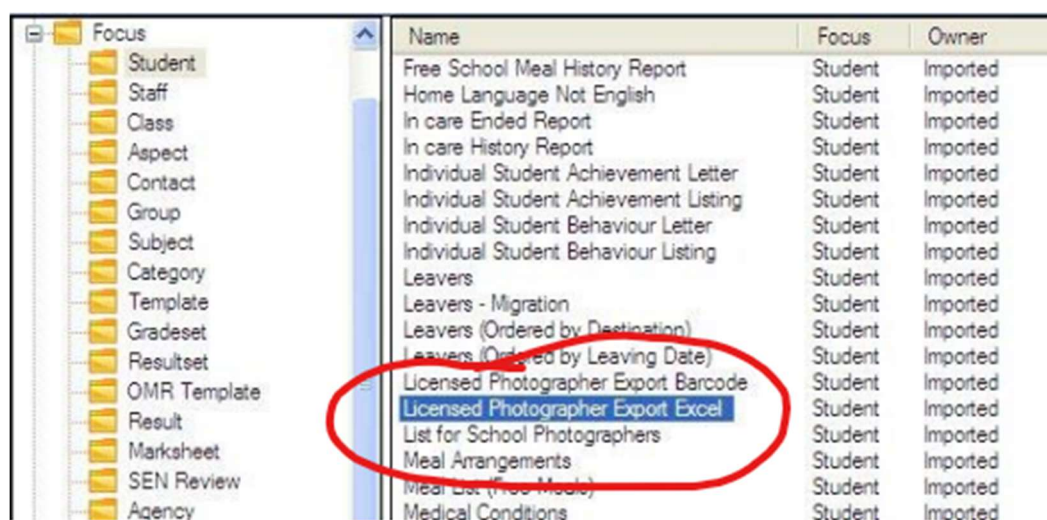 Focus
Student
Staff
Class
Aspect
Contact
Group
Subject
Category
Template
Gradeset
Resultset
OMR Template
Result
Marksheet
SEN Review
Agency
Name Focus Owner
Free School Meal History Report Student Imported
Home Language Not English Student Imported
In care Ended Report Student Imported
In care History Report Student Imported
Individual Student Achievement Letter Student Imported
Individual Student Achievement Listing Student Imported
Individual Student Behaviour Letter Student Imported
Individual Student Behaviour Listing Student Imported
Leavers Student Imported
Leavers - Migration Student Imported
Leavers (Ordered by Destination) Student Imported
Leavers (Ordered by Leaving Date) Student Imported
Licensed Photographer Export Barcode Student Imported
Licensed Photographer Export Excel Student Imported
List for School Photographers Student Imported
Meal Arrangements Student Imported
Meal List (Free Meals) Student Imported
Medical Conditions Student Imported